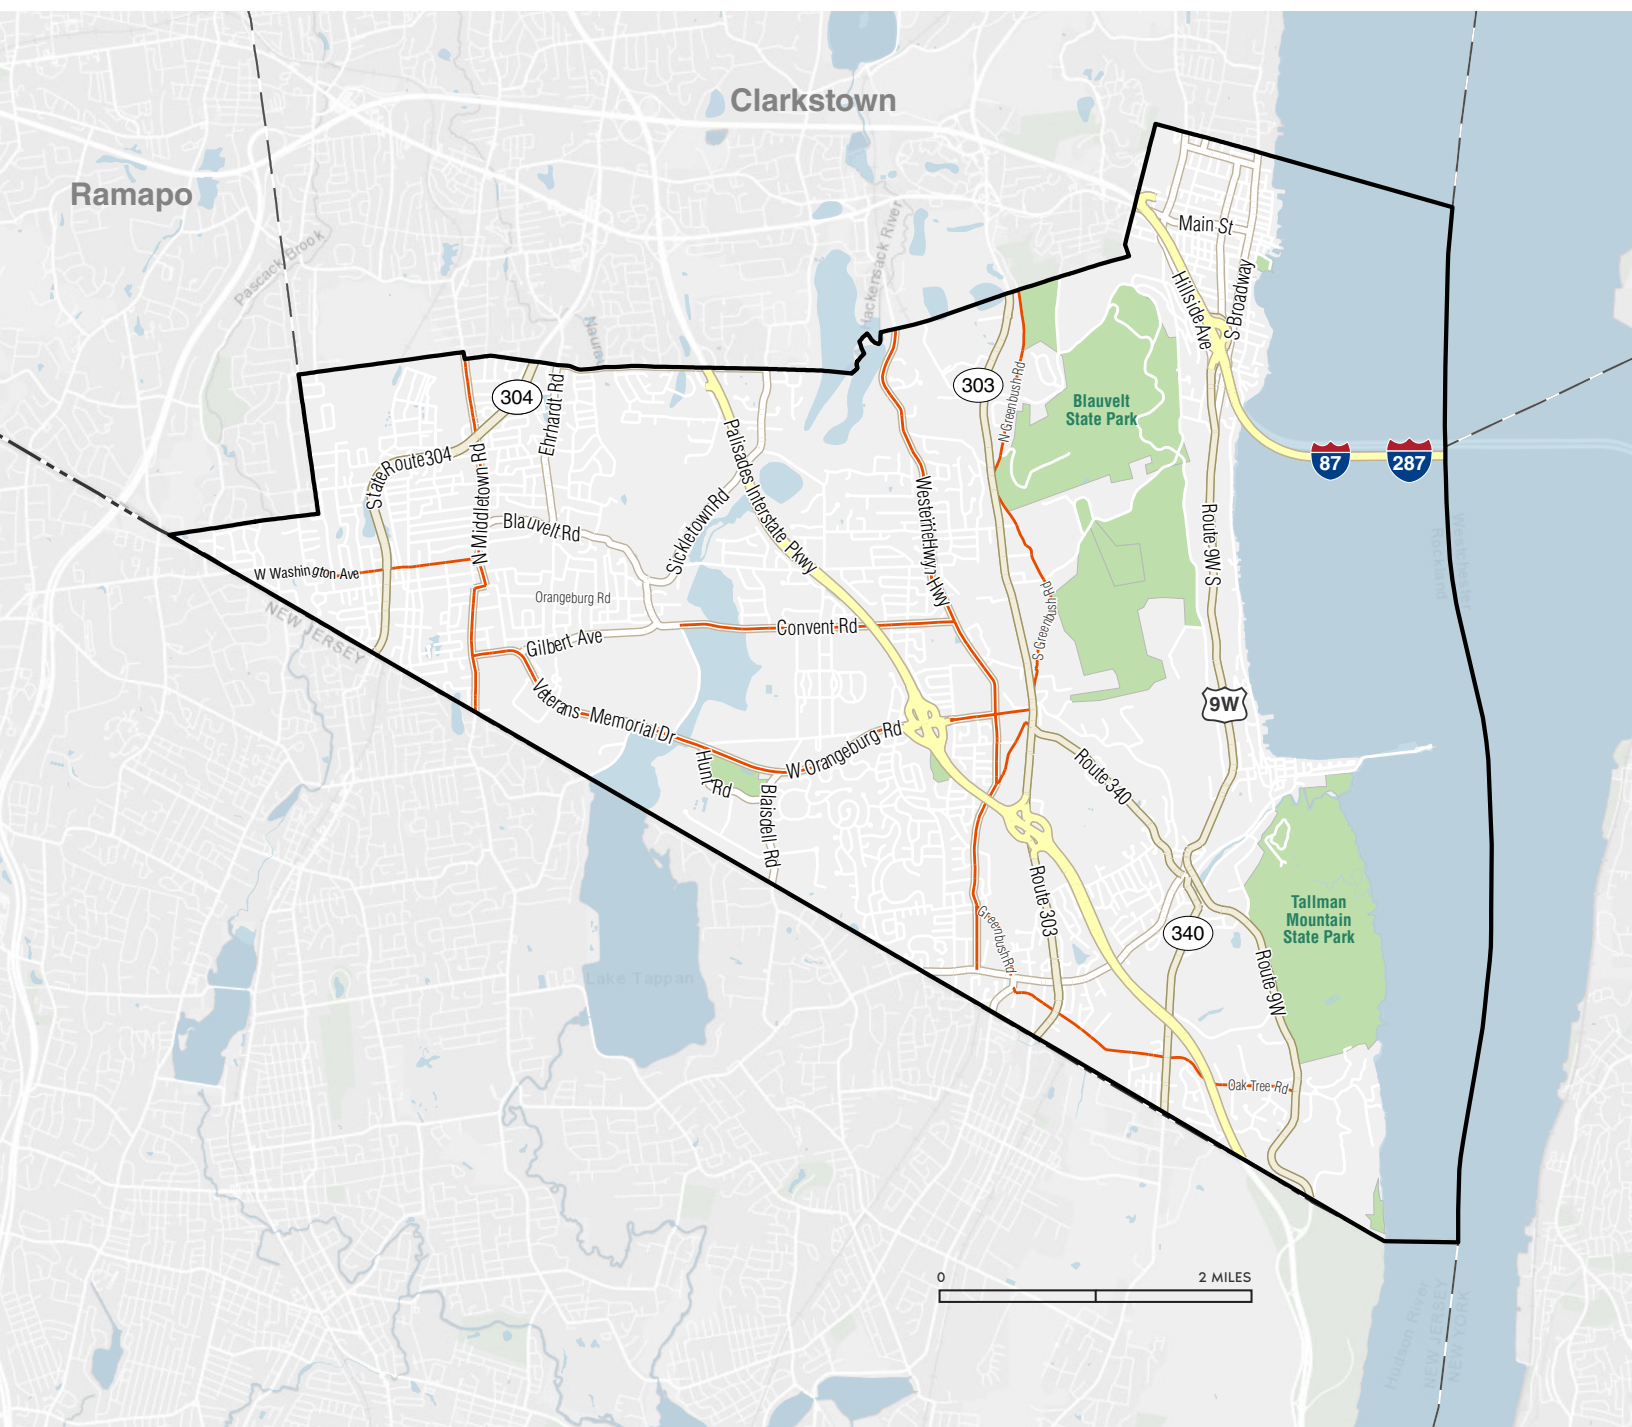 Clarkstown
Ramapo
Pascack Brook
Hackensack River
Main St
Hillside Ave
S Broadway
304
Ehrhardt Rd
303
N Greenbush Rd
Blauvelt
State Park
State Route 304
N Middletown Rd
Palisades Interstate Pkwy
87
287
Blauvelt Rd
Sickletown Rd
Western Hwy
Hwy
Route 9W S
Westchester
Rockland
W Washington Ave
Orangeburg Rd
S Greenbush Rd
NEW JERSEY
Gilbert Ave
Convent Rd
Veterans Memorial Dr
9W
W Orangeburg Rd
Hunt Rd
Blaisdell Rd
Route 340
Route 303
Greenbush Rd
340
Tallman
Mountain
State Park
Route 9W
Lake Tappan
Oak Tree Rd
0
2 MILES
Hudson River
NEW JERSEY
NEW YORK